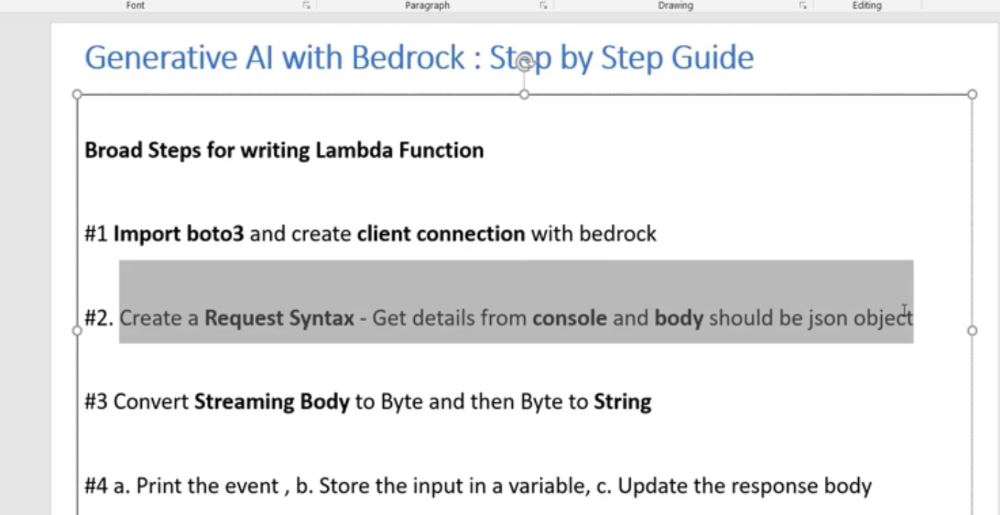 Font Paragraph Drawing Editing
Generative AI with Bedrock : Step by Step Guide
Broad Steps for writing Lambda Function
#1 Import boto3 and create client connection with bedrock
#2. Create a Request Syntax - Get details from console and body should be json object
#3 Convert Streaming Body to Byte and then Byte to String
#4 a. Print the event , b. Store the input in a variable, c. Update the response body